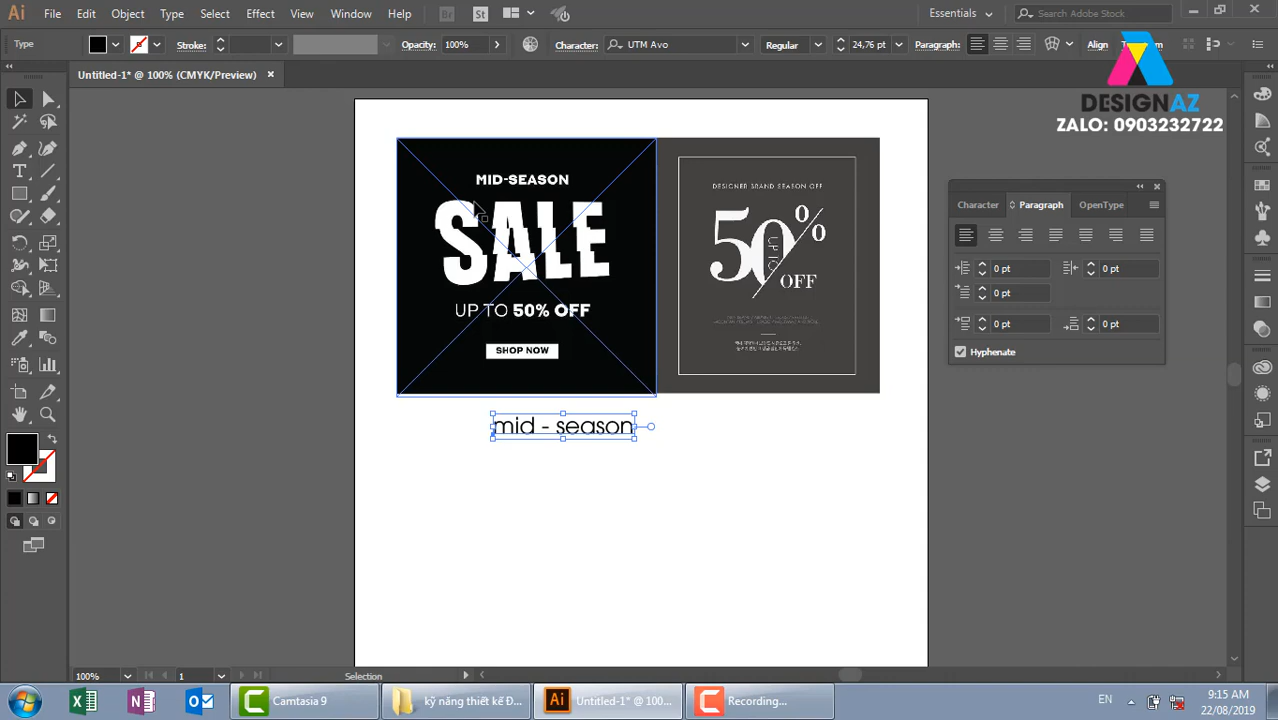 Ai File Edit Object Type Select Effect View Window Help Br St Essentials Search Adobe Stock
Type Stroke: Opacity: 100% Character: UTM Avo Regular 24,76 pt Paragraph: Align
Untitled-1* @ 100% (CMYK/Preview)
DESIGNAZ
ZALO: 0903232722
MID-SEASON
SALE
UP TO 50% OFF
SHOP NOW
DESIGNER BRAND SEASON OFF
50%
UP TO
OFF
mid - season
Character Paragraph OpenType
0 pt 0 pt
0 pt
0 pt 0 pt
Hyphenate
100% 1 Selection
Camtasia 9 kỹ năng thiết kế Đ... Untitled-1* @ 100... Recording... EN 9:15 AM
22/08/2019